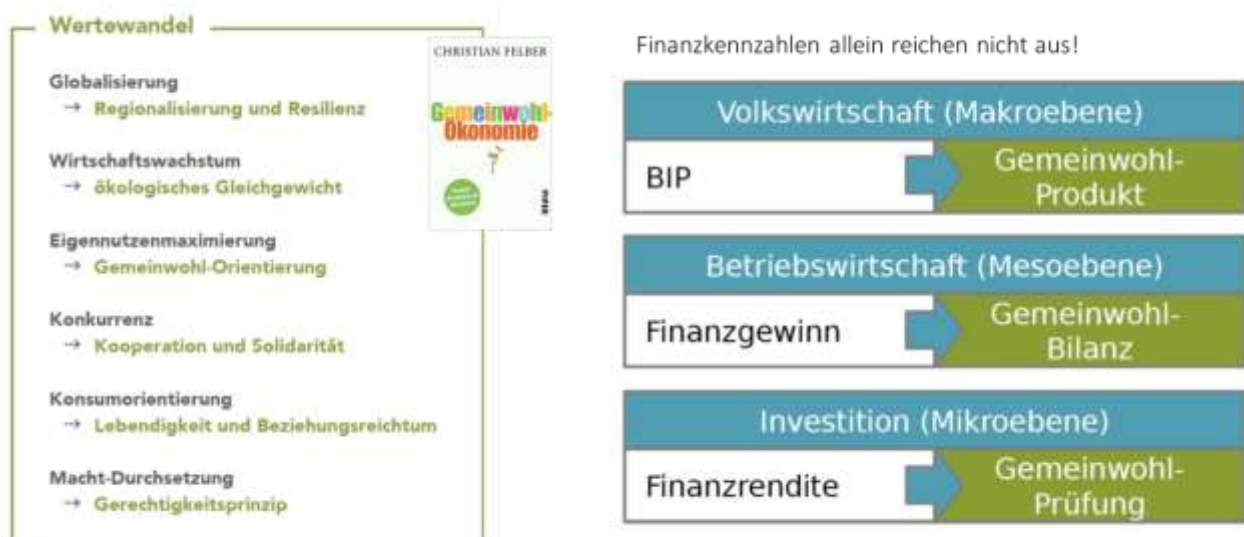 Wertewandel
Globalisierung
→ Regionalisierung und Resilienz
Wirtschaftswachstum
→ ökologisches Gleichgewicht
Eigennutzenmaximierung
→ Gemeinwohl-Orientierung
Konkurrenz
→ Kooperation und Solidarität
Konsumorientierung
→ Lebendigkeit und Beziehungsreichtum
Macht-Durchsetzung
→ Gerechtigkeitsprinzip
CHRISTIAN FELBER
Gemeinwohl-
Ökonomie
Finanzkennzahlen allein reichen nicht aus!
Volkswirtschaft (Makroebene)
BIP
Gemeinwohl-
Produkt
Betriebswirtschaft (Mesoebene)
Finanzgewinn
Gemeinwohl-
Bilanz
Investition (Mikroebene)
Finanzrendite
Gemeinwohl-
Prüfung